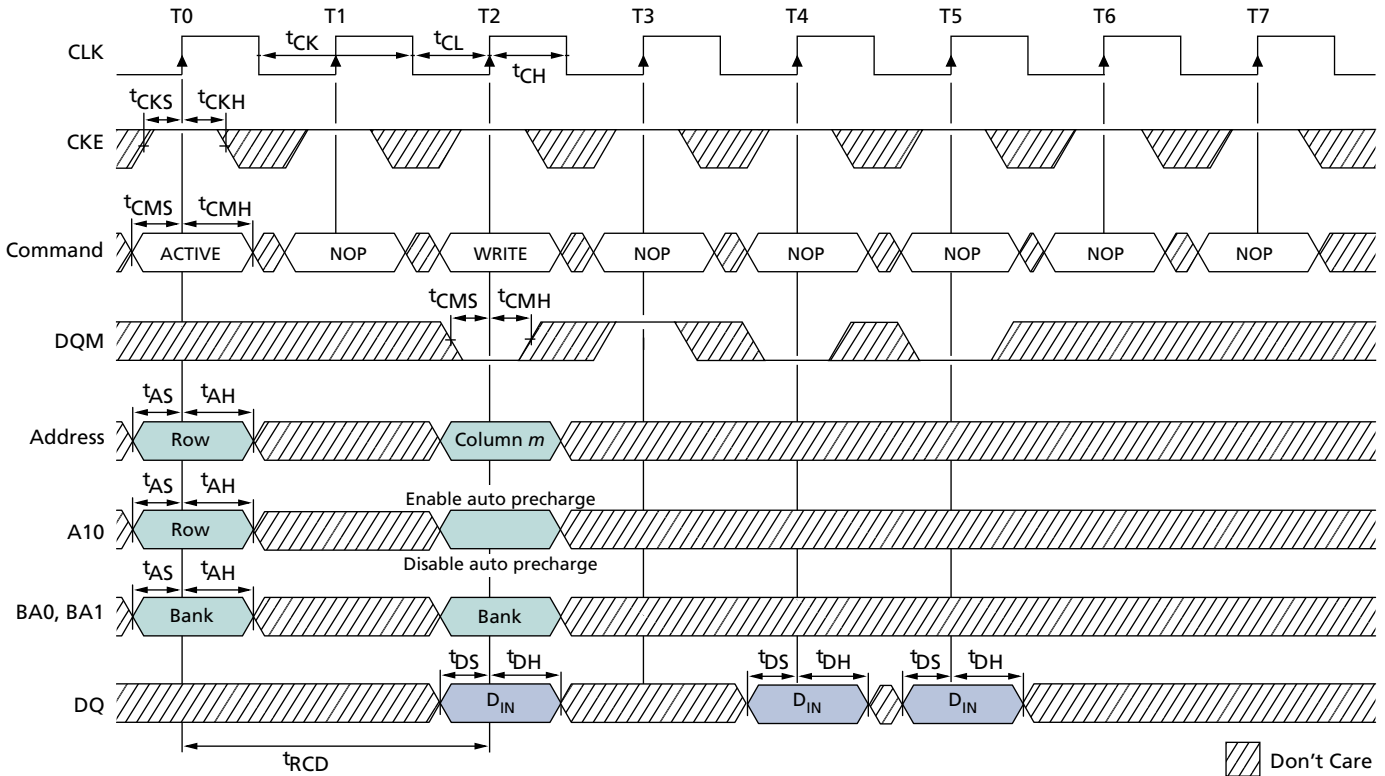 T0 T1 T2 T3 T4 T5 T6 T7
CLK tCK tCL tCH
tCKS tCKH
CKE
tCMS tCMH
Command ACTIVE NOP WRITE NOP NOP NOP NOP NOP
tCMS tCMH
DQM
tAS tAH
Address Row Column m
tAS tAH Enable auto precharge
A10 Row
Disable auto precharge
tAS tAH
BA0, BA1 Bank Bank
tDS tDH tDS tDH tDS tDH
DQ DIN DIN DIN
tRCD
Don't Care